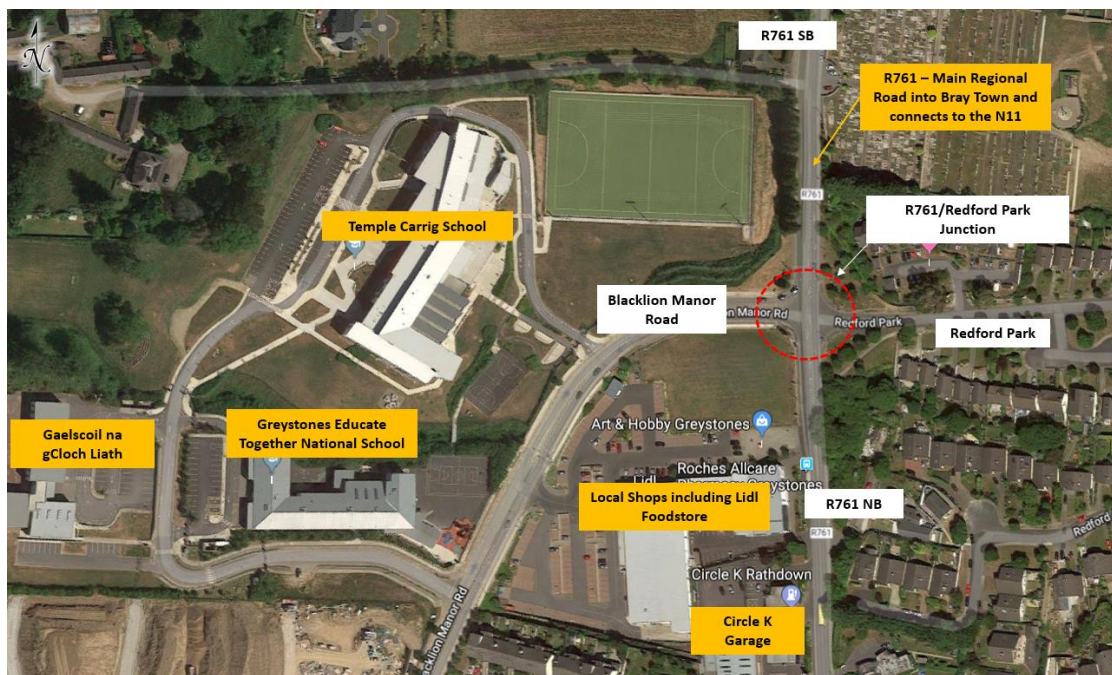 N
R761 SB
R761 – Main Regional
Road into Bray Town and
connects to the N11
R761
R761/Redford Park
Junction
Temple Carrig School
Blacklion Manor
Road
n Manor Rd
Redford Park
Redford Park
Gaelscoil na
gCloch Liath
Greystones Educate
Together National School
Art & Hobby Greystones
Roches Allcare
Lidl
Pharmacy Greystones
Local Shops including Lidl
Foodstore
R761 NB
R761
Redford
Circle K Rathdown
Circle K
Garage
Blacklion Manor Rd